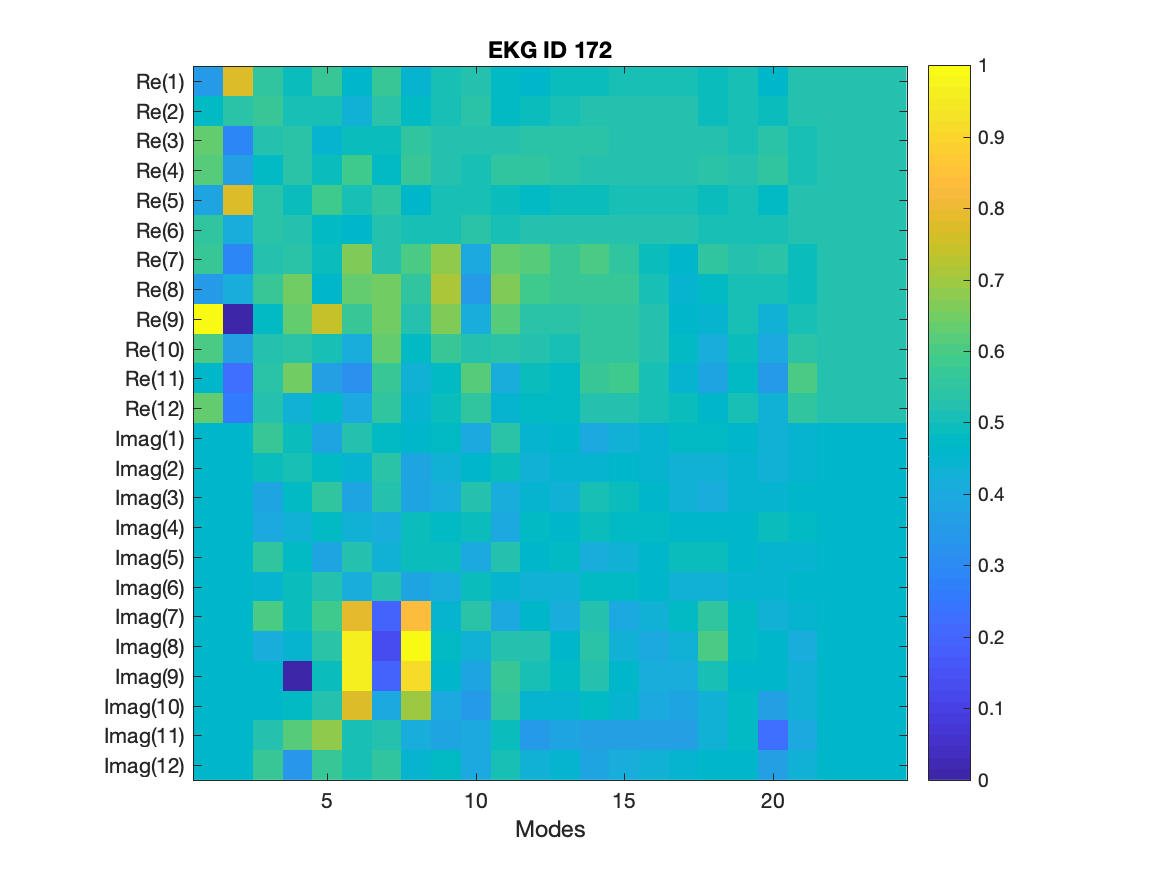 EKG ID 172
Re(1)
Re(2)
Re(3)
Re(4)
Re(5)
Re(6)
Re(7)
Re(8)
Re(9)
Re(10)
Re(11)
Re(12)
Imag(1)
Imag(2)
Imag(3)
Imag(4)
Imag(5)
Imag(6)
Imag(7)
Imag(8)
Imag(9)
Imag(10)
Imag(11)
Imag(12)
5 10 15 20
Modes
1
0.9
0.8
0.7
0.6
0.5
0.4
0.3
0.2
0.1
0